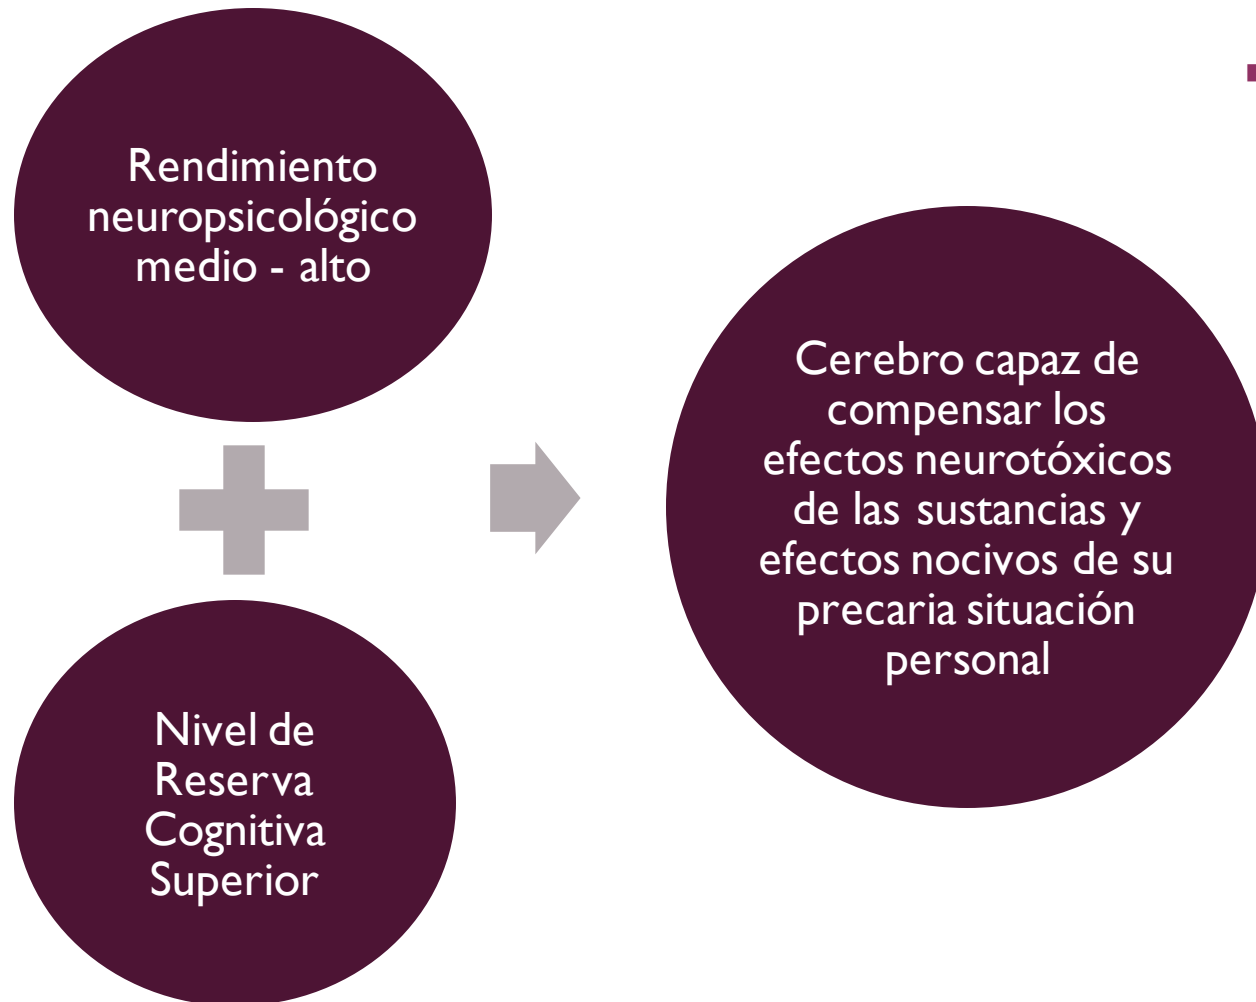 Rendimiento
neuropsicológico
medio - alto
Nivel de
Reserva
Cognitiva
Superior
Cerebro capaz de
compensar los
efectos neurotóxicos
de las sustancias y
efectos nocivos de su
precaria situación
personal